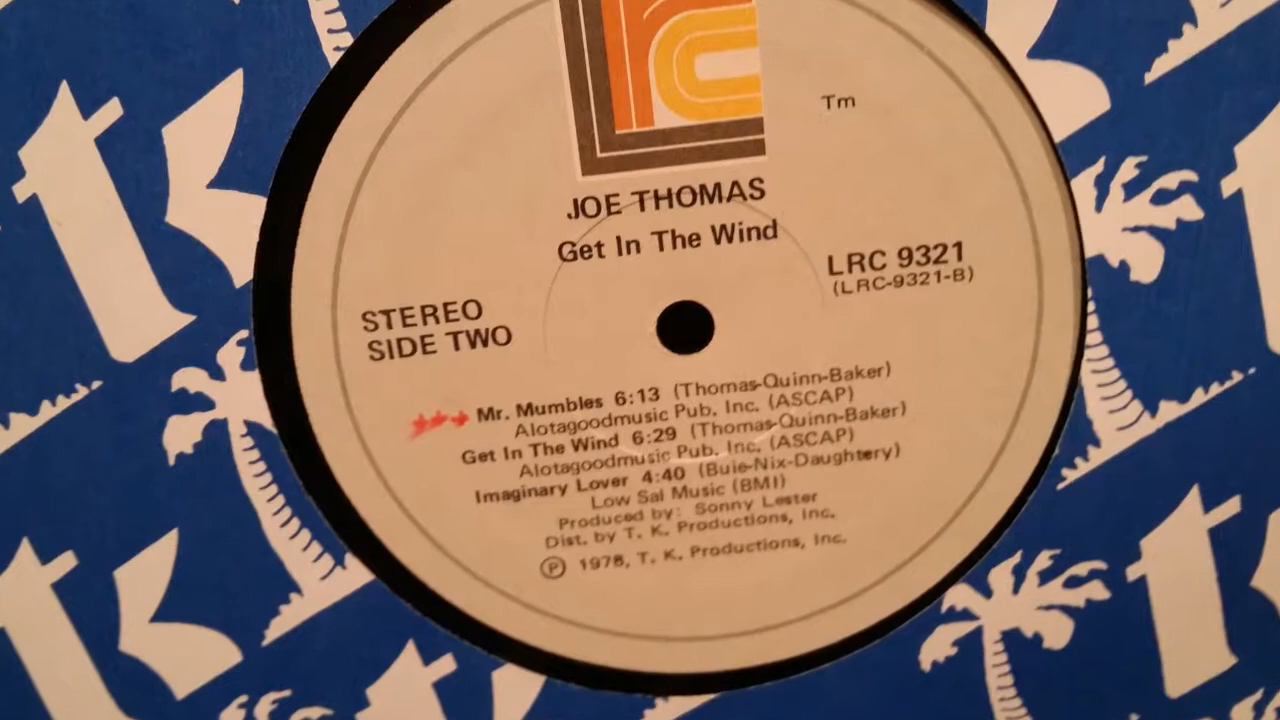 Tm
JOE THOMAS
Get In The Wind
LRC 9321
(LRC-9321-B)
STEREO
SIDE TWO
Mr. Mumbles 6:13 (Thomas-Quinn-Baker)
Alotagoodmusic Pub. Inc. (ASCAP)
Get In The Wind 6:29 (Thomas-Quinn-Baker)
Alotagoodmusic Pub. Inc. (ASCAP)
Imaginary Lover 4:40 (Buie-Nix-Daughtery)
Low Sal Music (BMI)
Produced by: Sonny Lester
Dist. by T. K. Productions, Inc.
Ⓟ 1978, T. K. Productions, Inc.